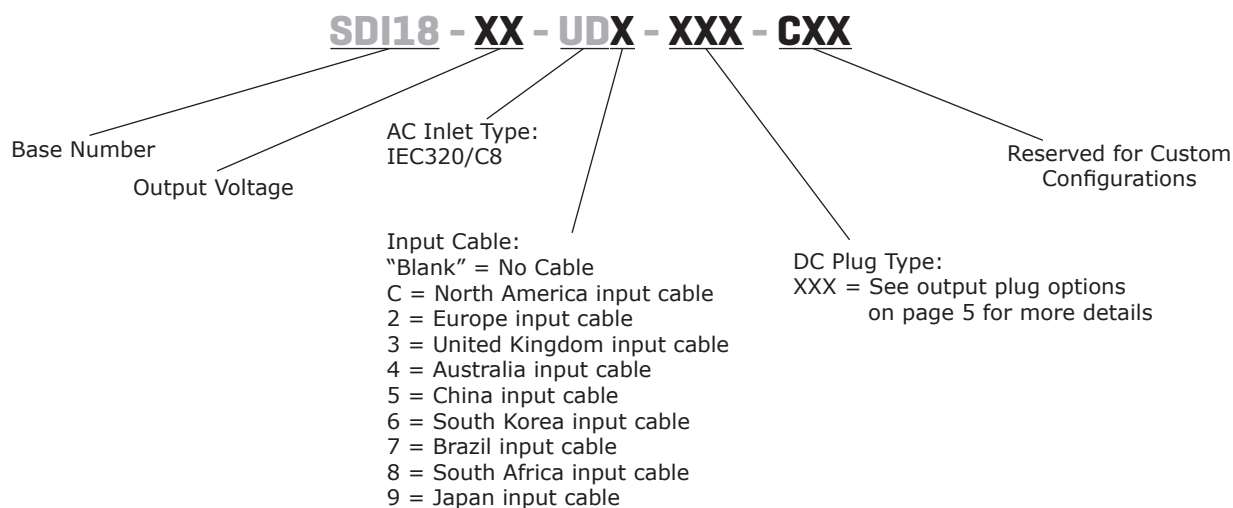 SDI18 - XX - UDX - XXX - CXX
Base Number
Output Voltage
AC Inlet Type:
IEC320/C8
Input Cable:
“Blank” = No Cable
C = North America input cable
2 = Europe input cable
3 = United Kingdom input cable
4 = Australia input cable
5 = China input cable
6 = South Korea input cable
7 = Brazil input cable
8 = South Africa input cable
9 = Japan input cable
DC Plug Type:
XXX = See output plug options
on page 5 for more details
Reserved for Custom
Configurations